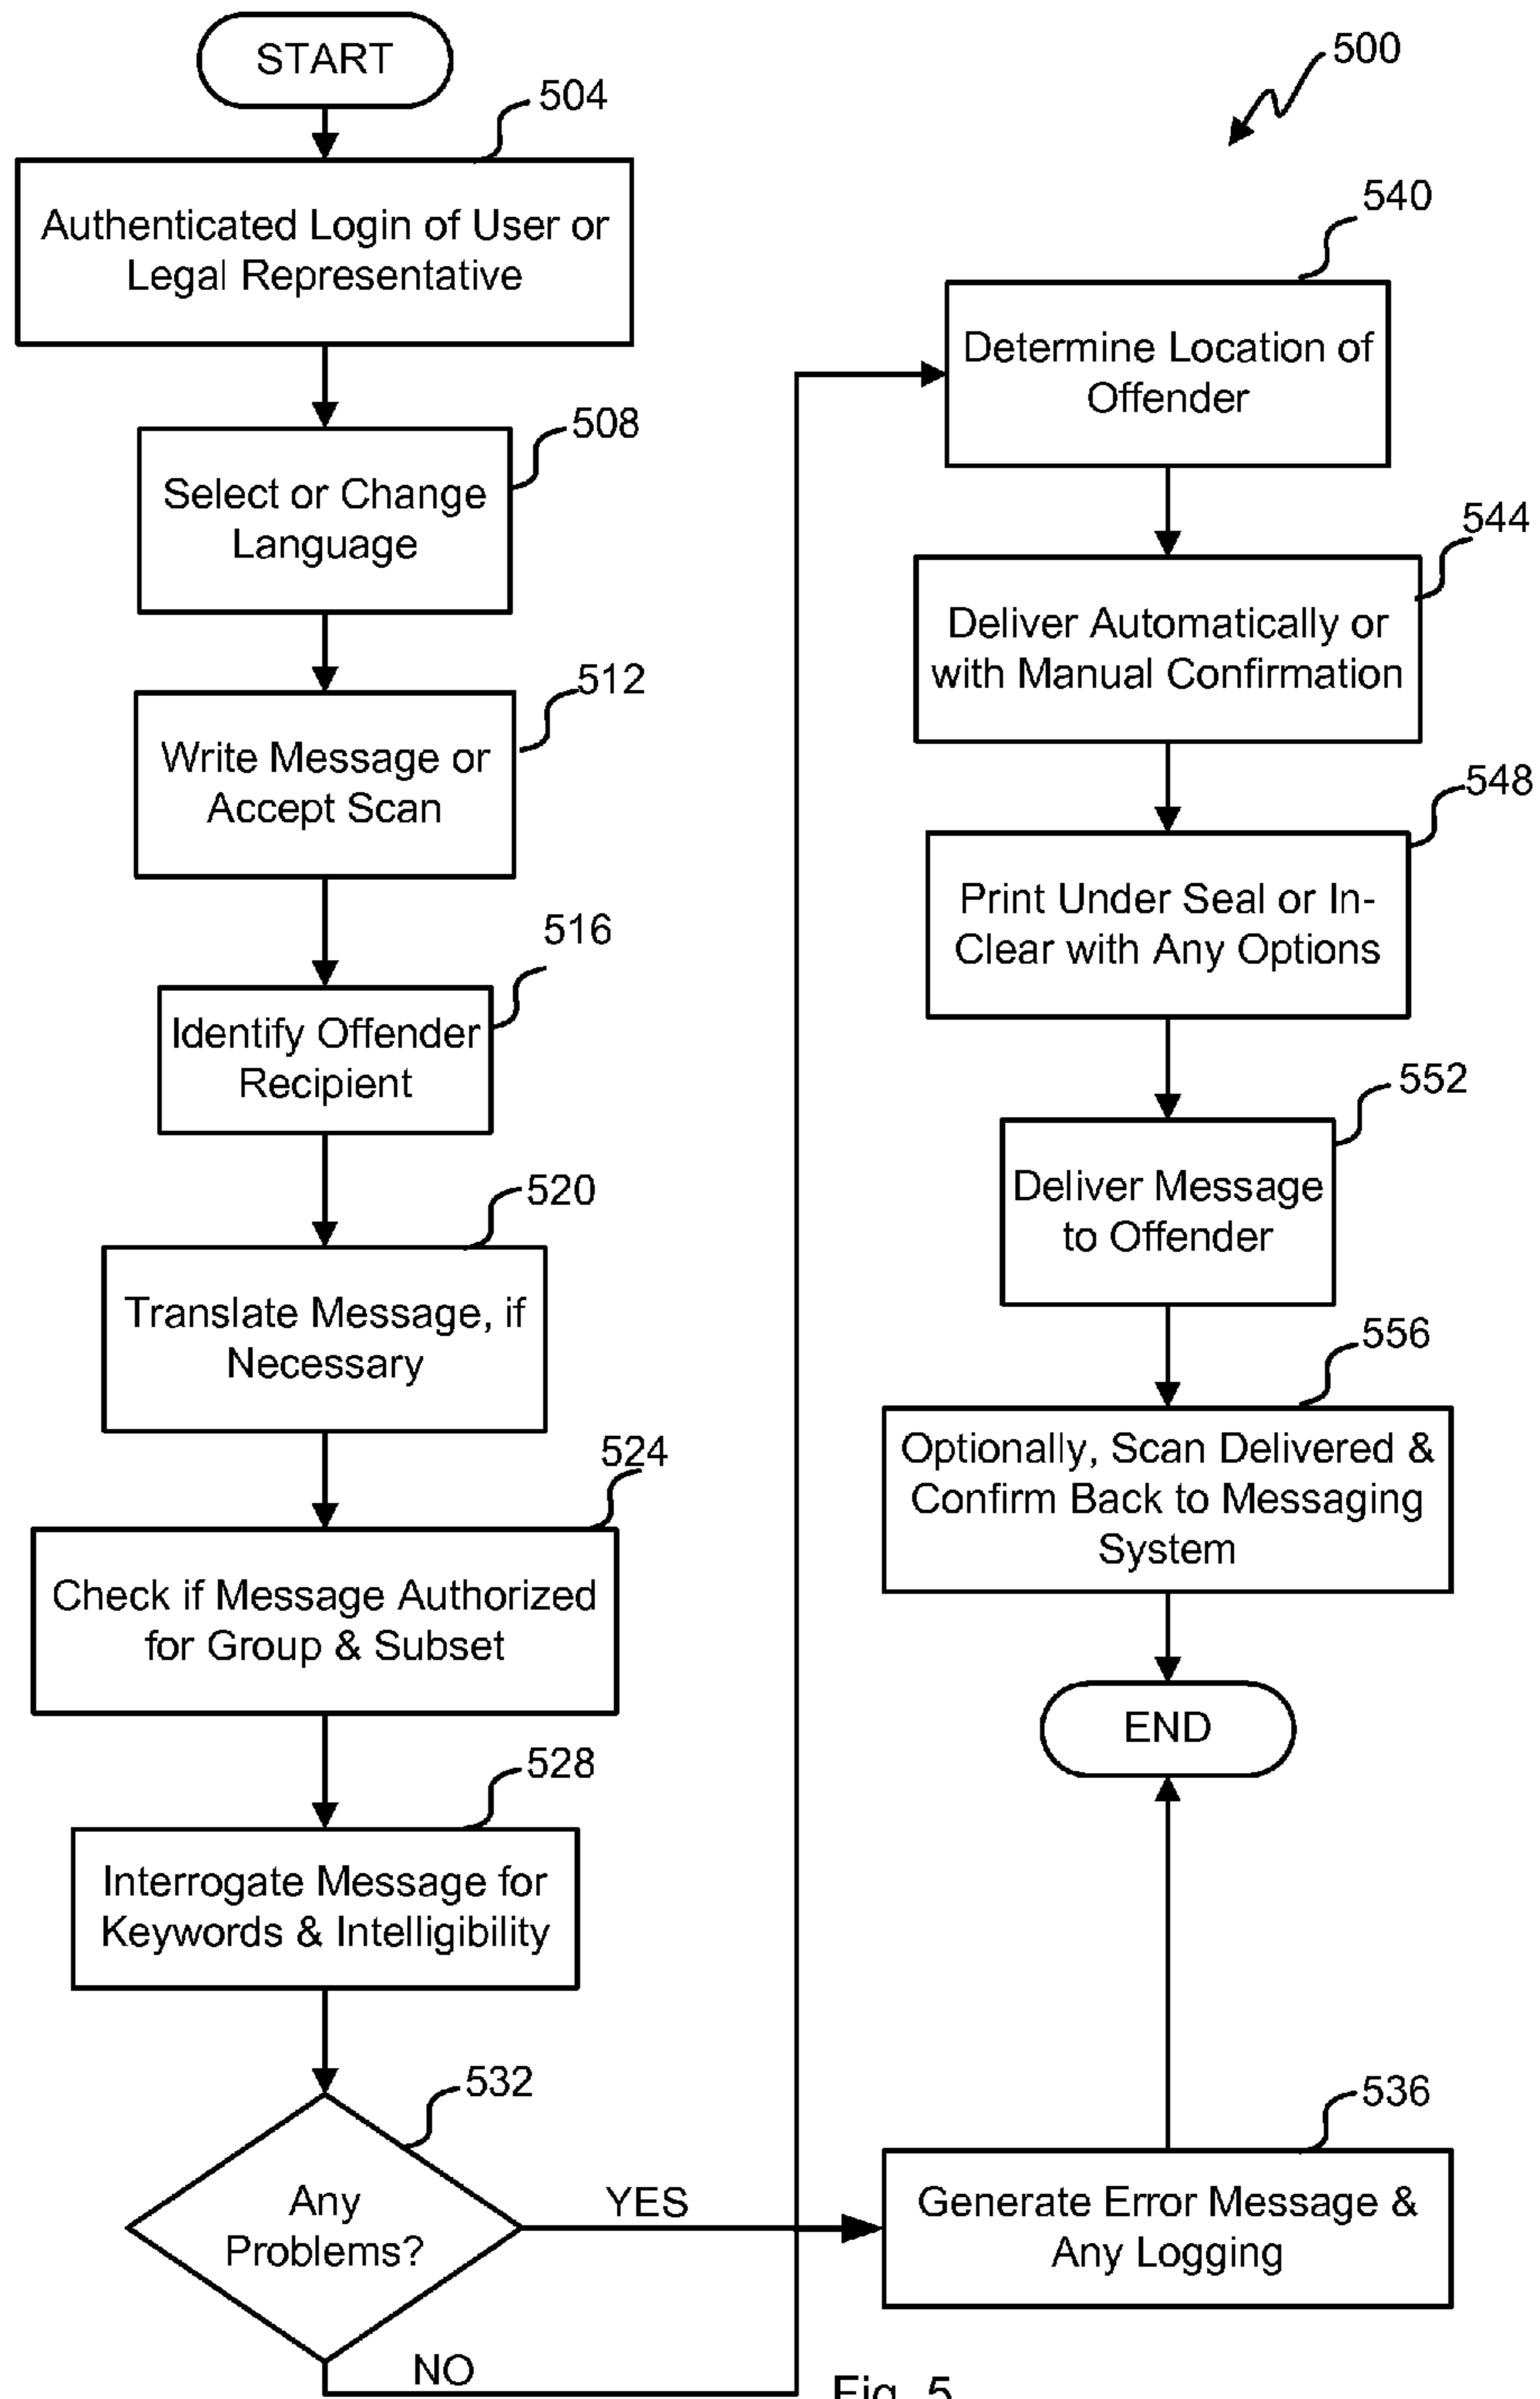 START
504
Authenticated Login of User or
Legal Representative
508
Select or Change
Language
512
Write Message or
Accept Scan
516
Identify Offender
Recipient
520
Translate Message, if
Necessary
524
Check if Message Authorized
for Group & Subset
528
Interrogate Message for
Keywords & Intelligibility
532
Any
Problems?
YES
NO
500
540
Determine Location of
Offender
544
Deliver Automatically or
with Manual Confirmation
548
Print Under Seal or In-
Clear with Any Options
552
Deliver Message
to Offender
556
Optionally, Scan Delivered &
Confirm Back to Messaging
System
END
536
Generate Error Message &
Any Logging
Fig. 5